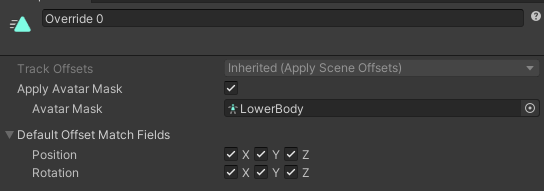 Override 0
Track Offsets Inherited (Apply Scene Offsets)
Apply Avatar Mask
Avatar Mask LowerBody
Default Offset Match Fields
Position X Y Z
Rotation X Y Z